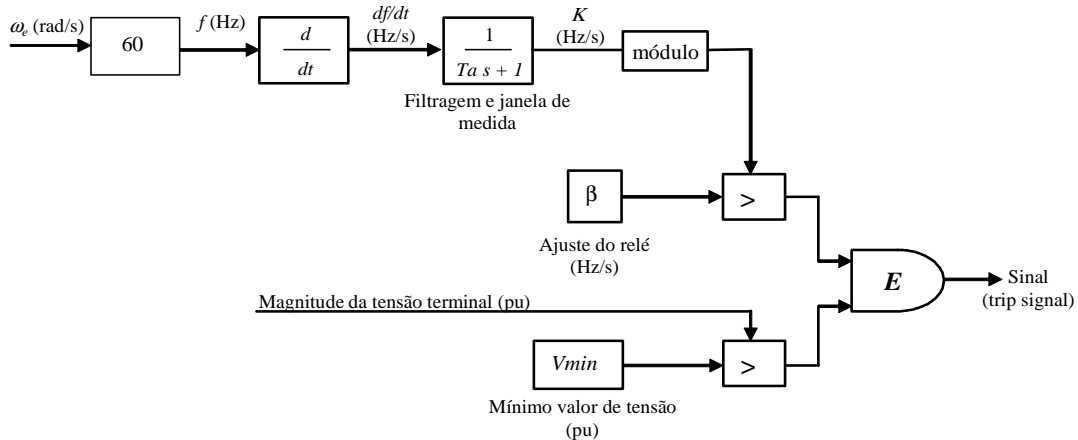 ωe (rad/s)
60
f (Hz)
d
dt
df/dt
(Hz/s)
1
Ta s + 1
Filtragem e janela de
medida
K
(Hz/s)
módulo
β
Ajuste do relé
(Hz/s)
>
Magnitude da tensão terminal (pu)
Vmin
Mínimo valor de tensão
(pu)
>
E
Sinal
(trip signal)